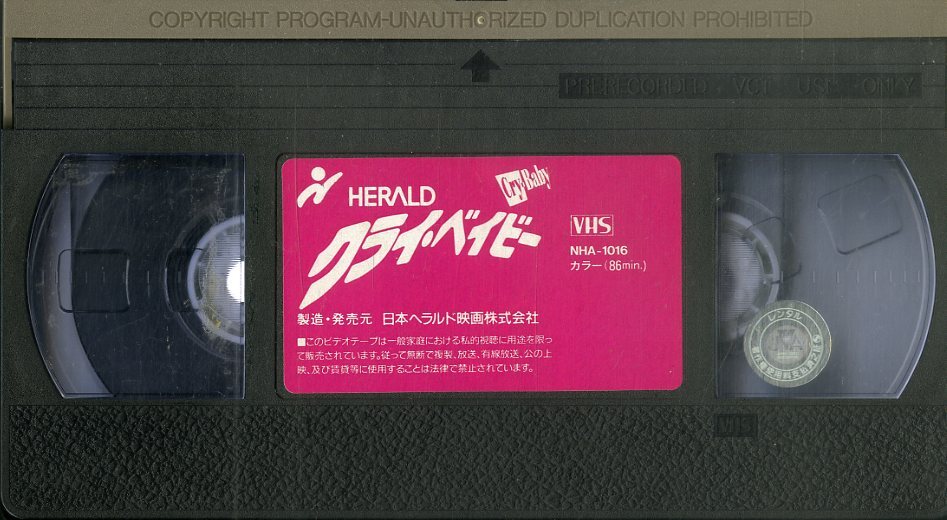 COPYRIGHT PROGRAM-UNAUTHORIZED DUPLICATION PROHIBITED
PRERECORDED VCT USE ONLY
HERALD
Cry-Baby
クライ・ベイビー
VHS
NHA-1016
カラー(86min.)
製造・発売元 日本ヘラルド映画株式会社
■このビデオテープは一般家庭における私的視聴に用途を限っ
て販売されています。従って無断で複製、放送、有線放送、公の上
映、及び賃貸等に使用することは法律で禁止されています。
レンタル
VHS